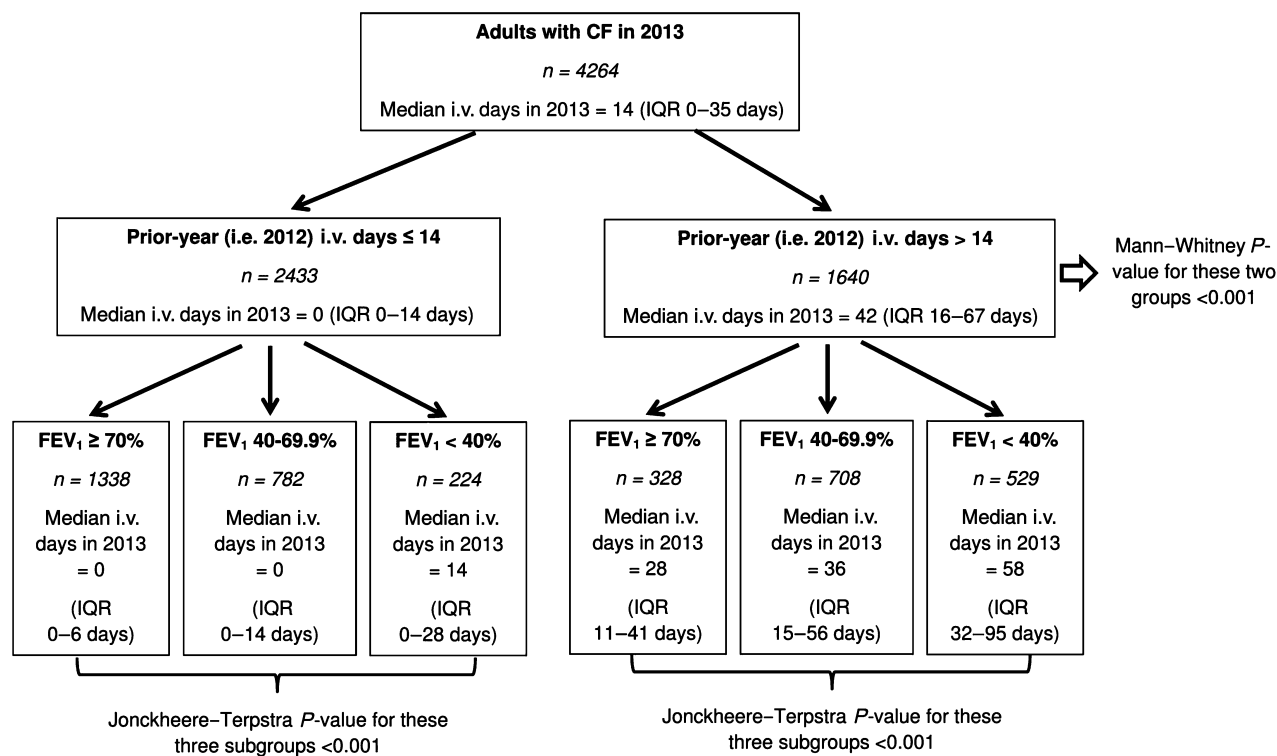 Adults with CF in 2013
n = 4264
Median i.v. days in 2013 = 14 (IQR 0–35 days)
Prior-year (i.e. 2012) i.v. days ≤ 14
n = 2433
Median i.v. days in 2013 = 0 (IQR 0–14 days)
Prior-year (i.e. 2012) i.v. days > 14
n = 1640
Median i.v. days in 2013 = 42 (IQR 16–67 days)
Mann–Whitney P-
value for these two
groups <0.001
FEV₁ ≥ 70%
n = 1338
Median i.v.
days in 2013
= 0
(IQR
0–6 days)
FEV₁ 40-69.9%
n = 782
Median i.v.
days in 2013
= 0
(IQR
0–14 days)
FEV₁ < 40%
n = 224
Median i.v.
days in 2013
= 14
(IQR
0–28 days)
FEV₁ ≥ 70%
n = 328
Median i.v.
days in 2013
= 28
(IQR
11–41 days)
FEV₁ 40-69.9%
n = 708
Median i.v.
days in 2013
= 36
(IQR
15–56 days)
FEV₁ < 40%
n = 529
Median i.v.
days in 2013
= 58
(IQR
32–95 days)
Jonckheere–Terpstra P-value for these
three subgroups <0.001
Jonckheere–Terpstra P-value for these
three subgroups <0.001